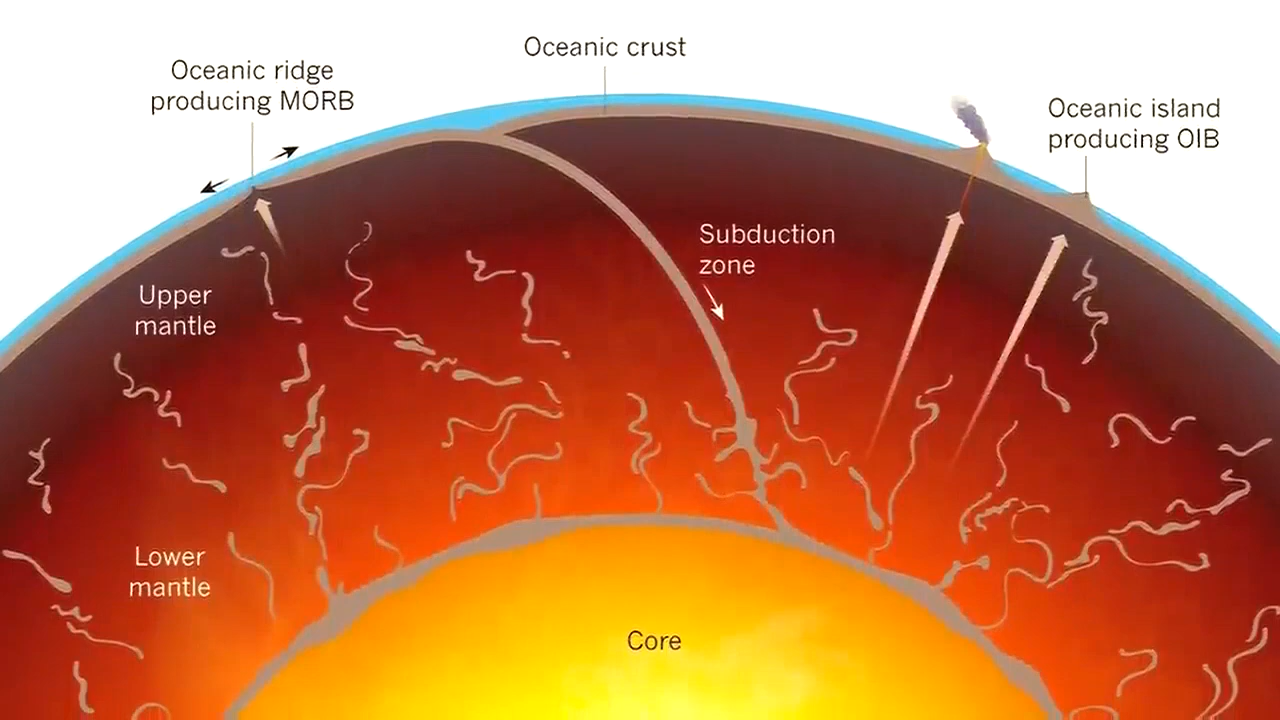 Oceanic crust
Oceanic ridge
producing MORB
Oceanic island
producing OIB
Subduction
zone
Upper
mantle
Lower
mantle
Core